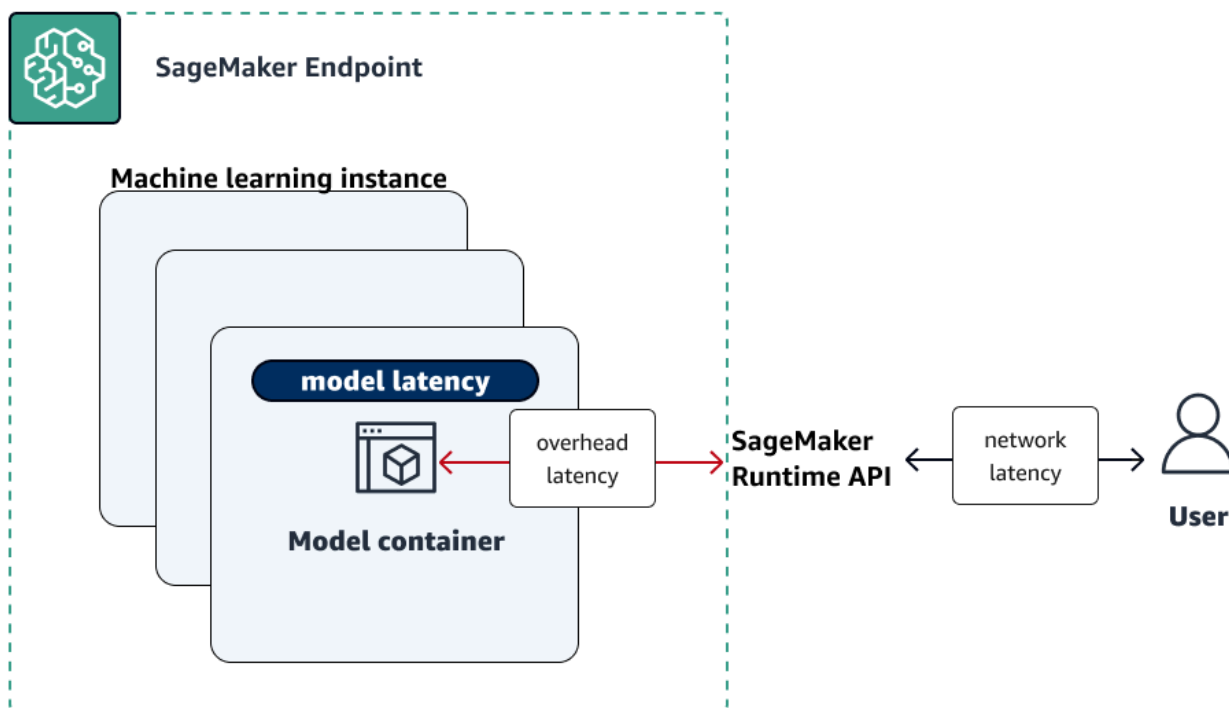 SageMaker Endpoint
Machine learning instance
model latency
overhead
latency
Model container
SageMaker
Runtime API
network
latency
User